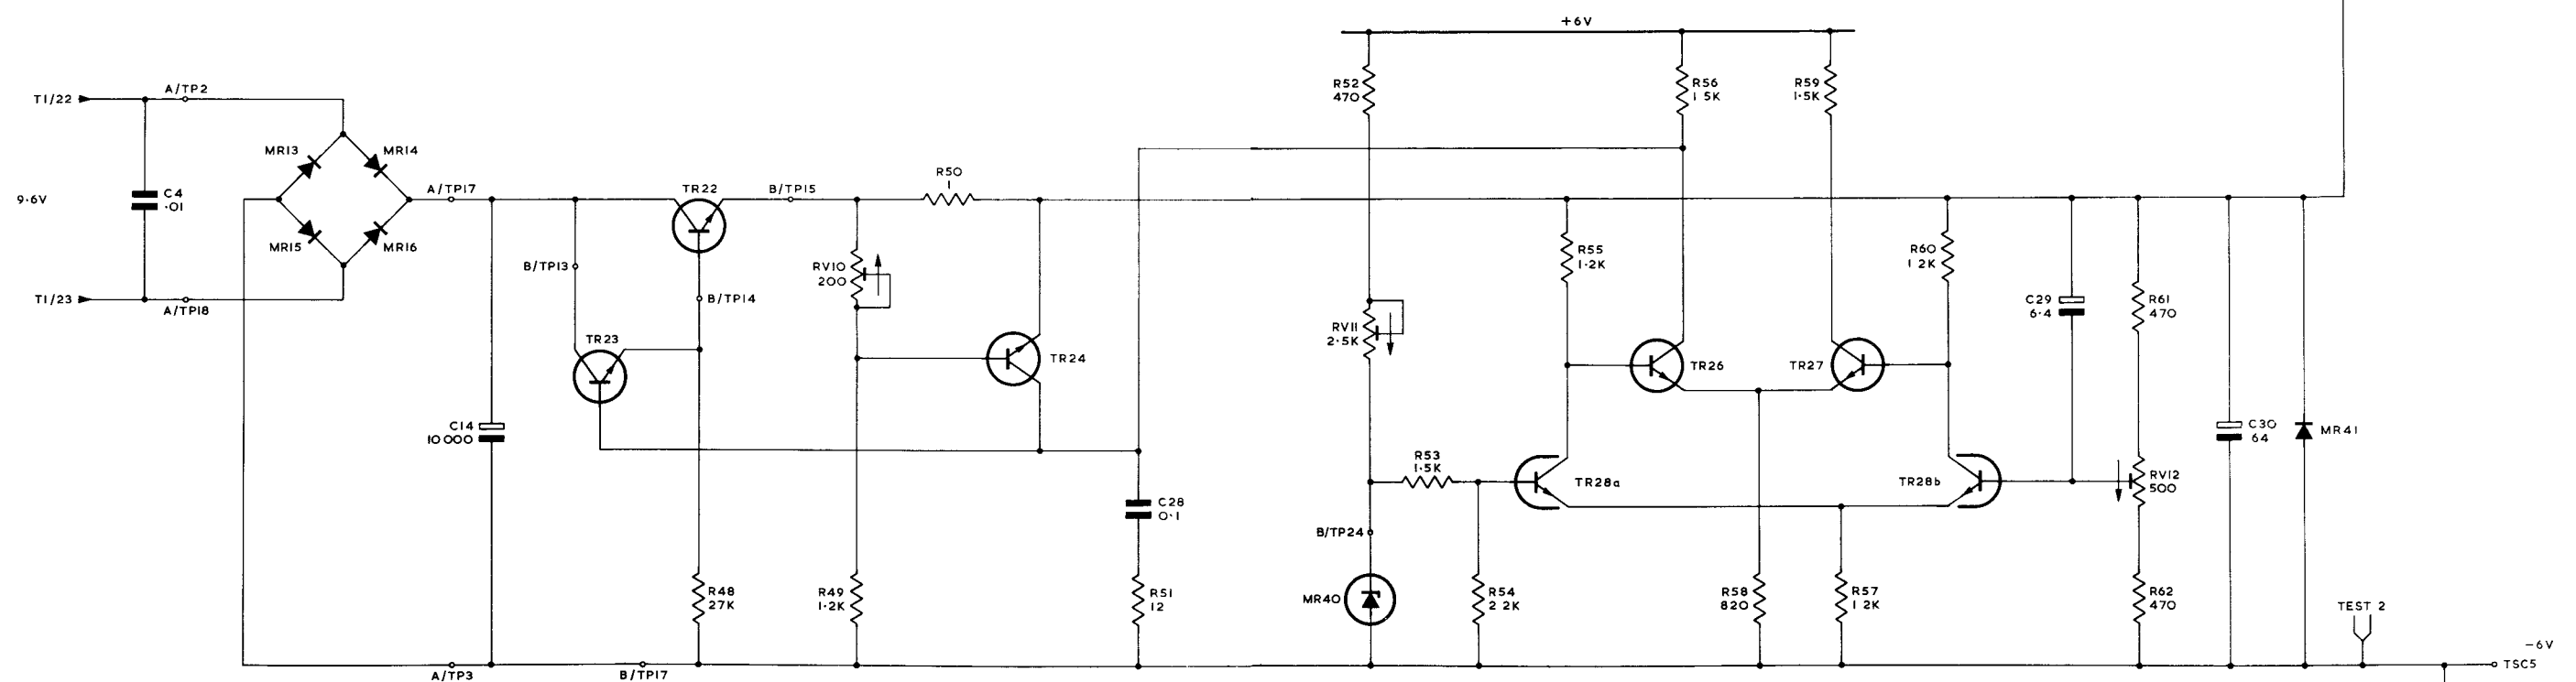 +6V
R52
470
R56
1 5K
R59
1·5K
T1/22
A/TP2
MR13
MR14
C4
·01
9·6V
MR15
MR16
T1/23
A/TP18
A/TP17
TR22
B/TP15
R50
1
B/TP13
B/TP14
RV10
200
TR23
TR24
C14
10 000
RV11
2·5K
R55
1·2K
R60
1 2K
C29
6·4
R61
470
TR26
TR27
R53
1·5K
TR28a
TR28b
RV12
500
C30
64
MR41
C28
0·1
B/TP24
R48
27K
R49
1·2K
R51
12
MR40
R54
2 2K
R58
820
R57
1 2K
R62
470
TEST 2
-6V
TSC5
A/TP3
B/TP17